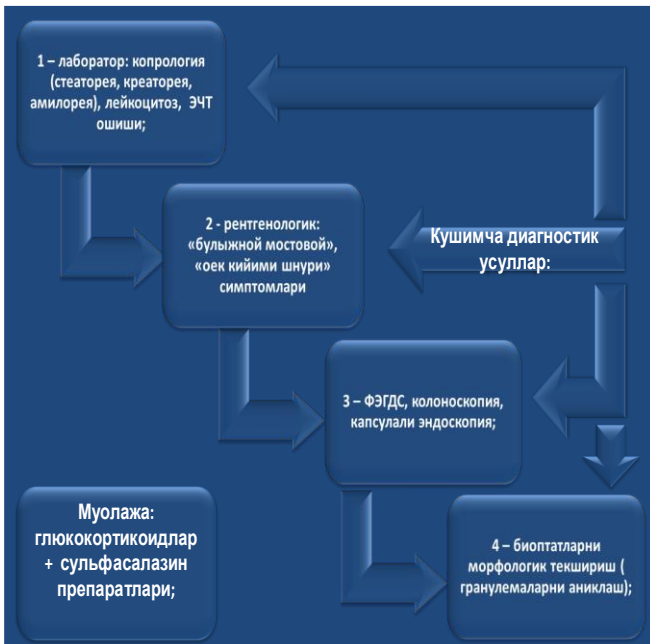 1 – лаборатор: копрология
(стеаторея, креаторея,
амилорея), лейкоцитоз, ЭЧТ
ошиши;
2 - рентгенологик:
«булыжной мостовой»,
«оек кийими шнури»
симптомлари
Кушимча диагностик
усуллар:
3 – ФЭГДС, колоноскопия,
капсулали эндоскопия;
Муолажа:
глюкокортикоидлар
+ сульфасалазин
препаратлари;
4 – биоптатларни
морфологик текшириш (
гранулемаларни аниклаш);